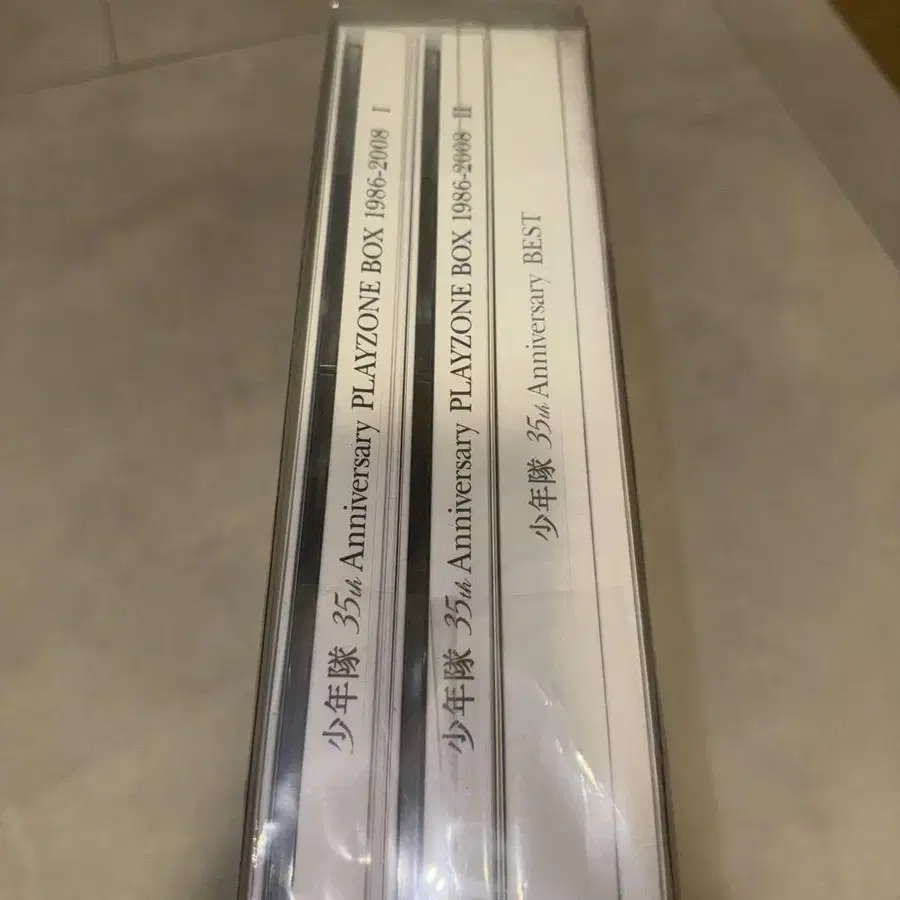 少年隊 35th Anniversary PLAYZONE BOX 1986-2008 I
少年隊 35th Anniversary PLAYZONE BOX 1986-2008 II
少年隊 35th Anniversary BEST